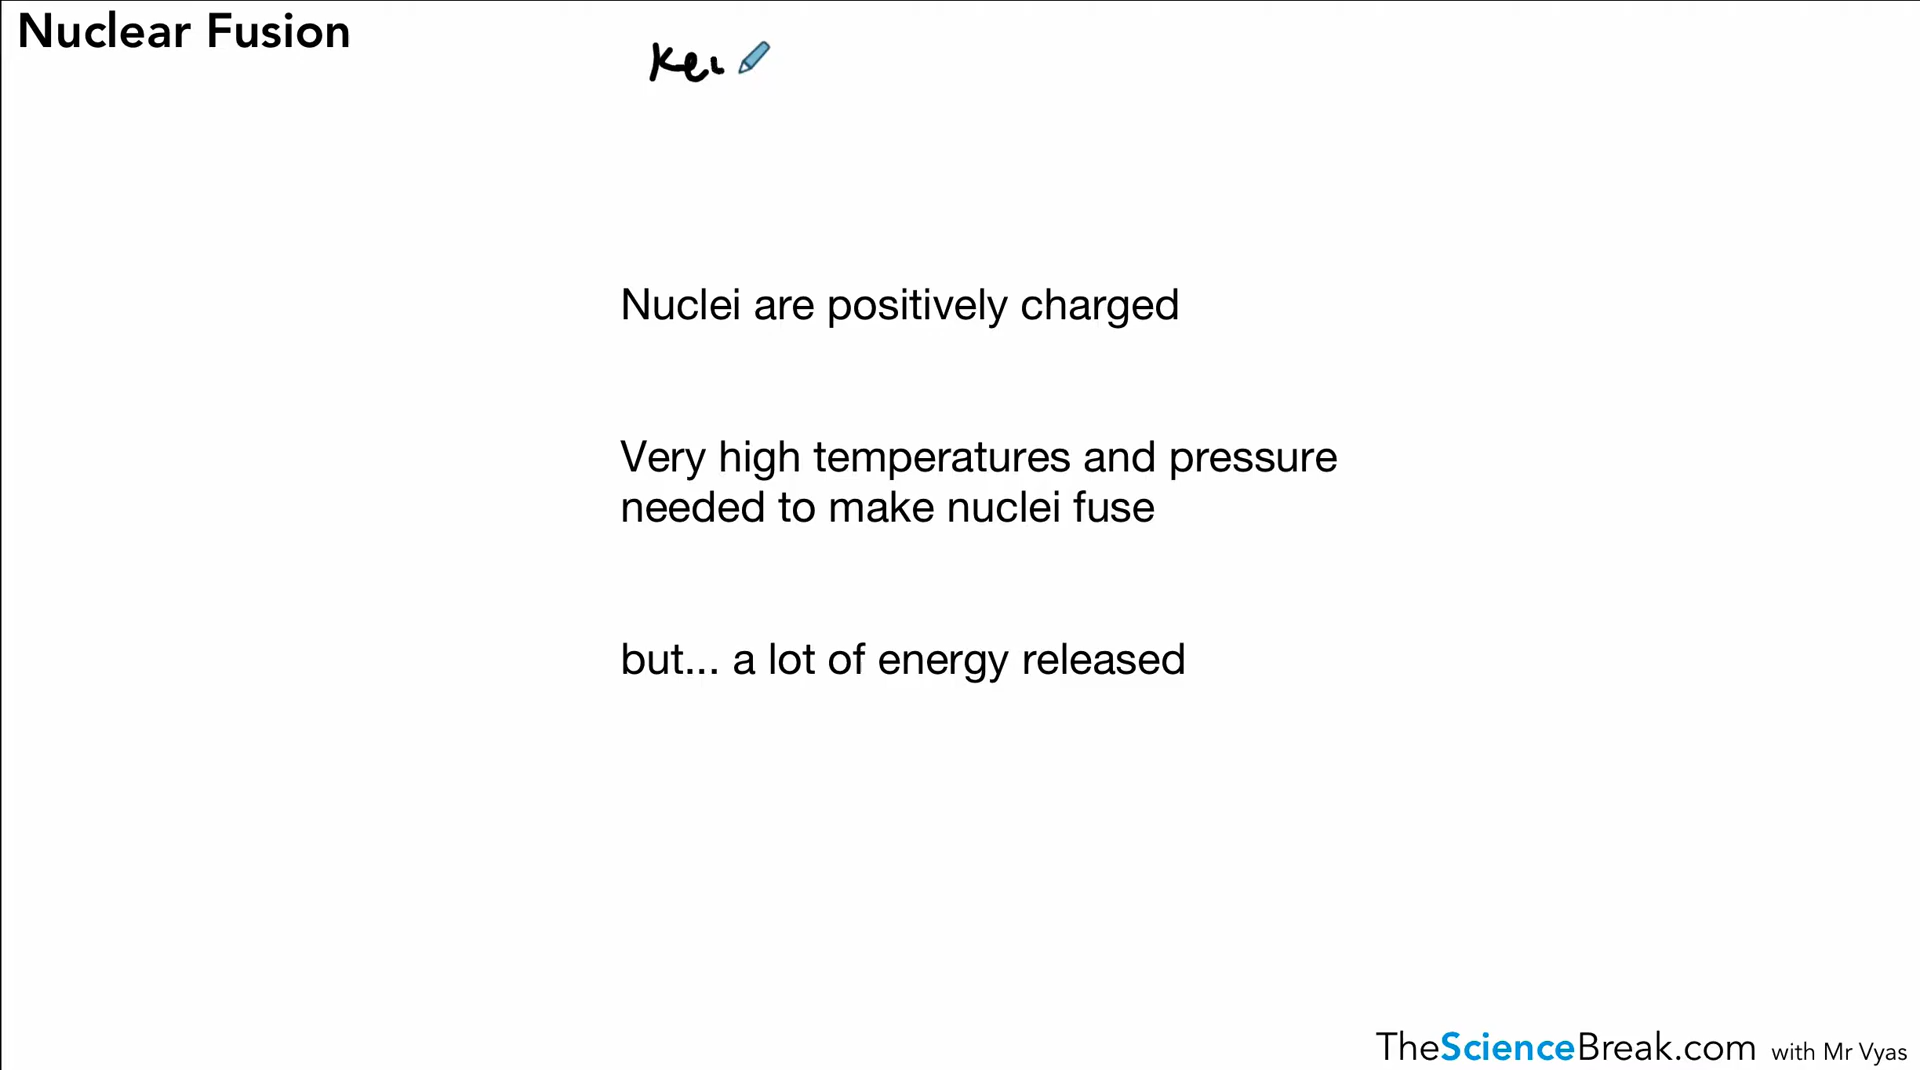 Nuclear Fusion
Nuclei are positively charged
Very high temperatures and pressure
needed to make nuclei fuse
but... a lot of energy released
TheScienceBreak.com with Mr Vyas